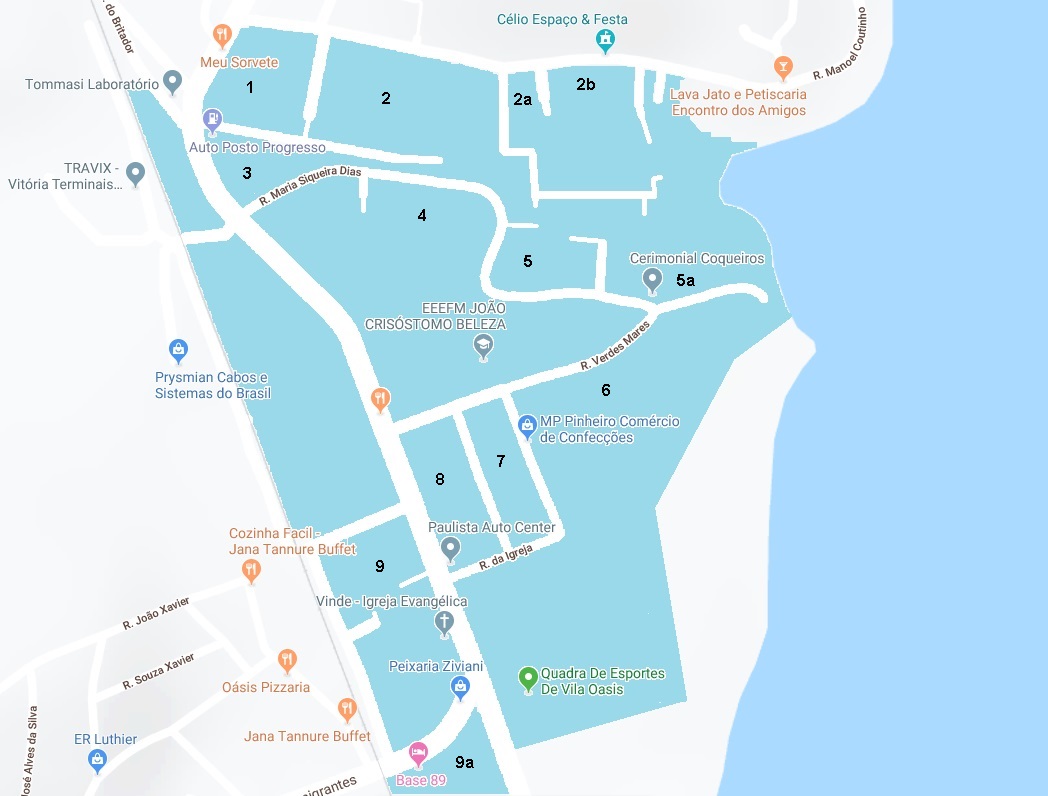 do Britador
Célio Espaço & Festa
Meu Sorvete
R. Manoel Coutinho
Tommasi Laboratório
1
2
2a
2b
Lava Jato e Petiscaria
Encontro dos Amigos
Auto Posto Progresso
TRAVIX -
Vitória Terminais...
3
R. Maria Siqueira Dias
4
5
Cerimonial Coqueiros
5a
EEEFM JOÃO
CRISÓSTOMO BELEZA
R. Verdes Mares
Prysmian Cabos e
Sistemas do Brasil
6
MP Pinheiro Comércio
de Confecções
7
8
Cozinha Facil -
Jana Tannure Buffet
Paulista Auto Center
R. da Igreja
9
Vinde - Igreja Evangélica
R. João Xavier
R. Souza Xavier
Peixaria Ziviani
Quadra De Esportes
De Vila Oasis
Oásis Pizzaria
José Alves da Silva
ER Luthier
Jana Tannure Buffet
9a
Base 89
igrantes